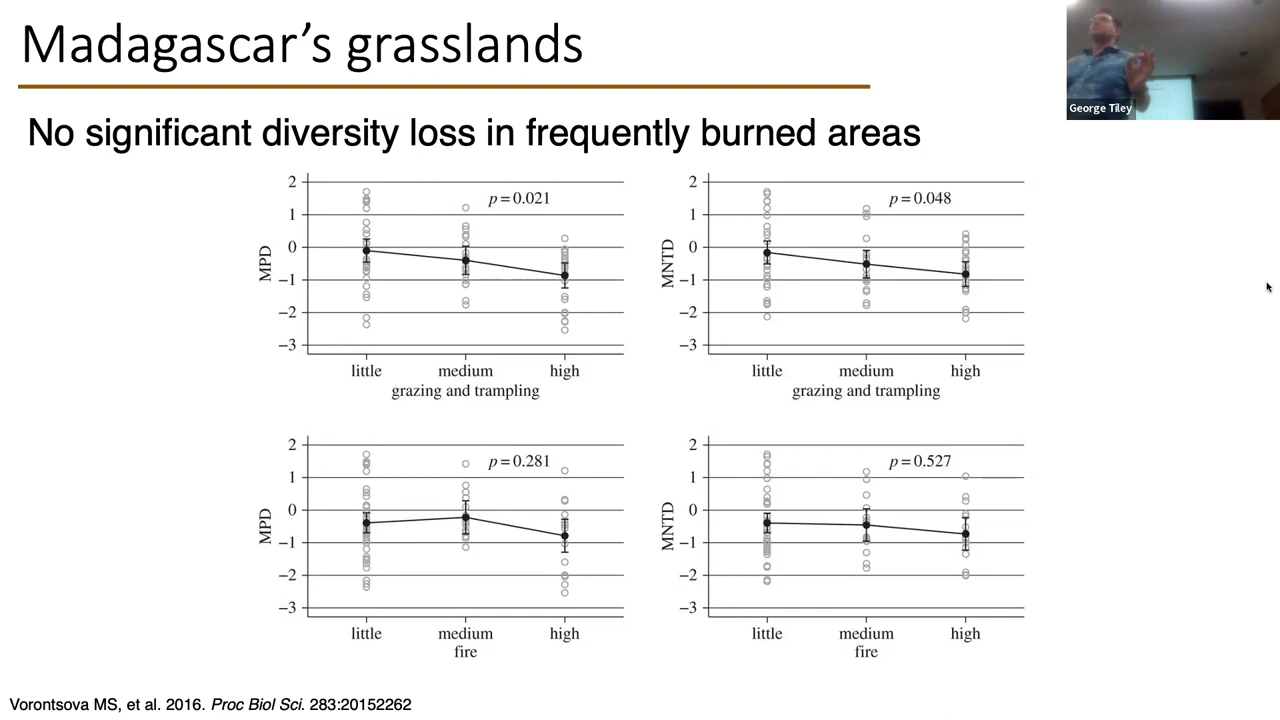 Madagascar’s grasslands
George Tiley
No significant diversity loss in frequently burned areas
2
1
0
−1
−2
−3
MPD
p = 0.021
little
medium
high
grazing and trampling
2
1
0
−1
−2
−3
MNTD
p = 0.048
little
medium
high
grazing and trampling
2
1
0
−1
−2
−3
MPD
p = 0.281
little
medium
high
fire
2
1
0
−1
−2
−3
MNTD
p = 0.527
little
medium
high
fire
Vorontsova MS, et al. 2016. Proc Biol Sci. 283:20152262